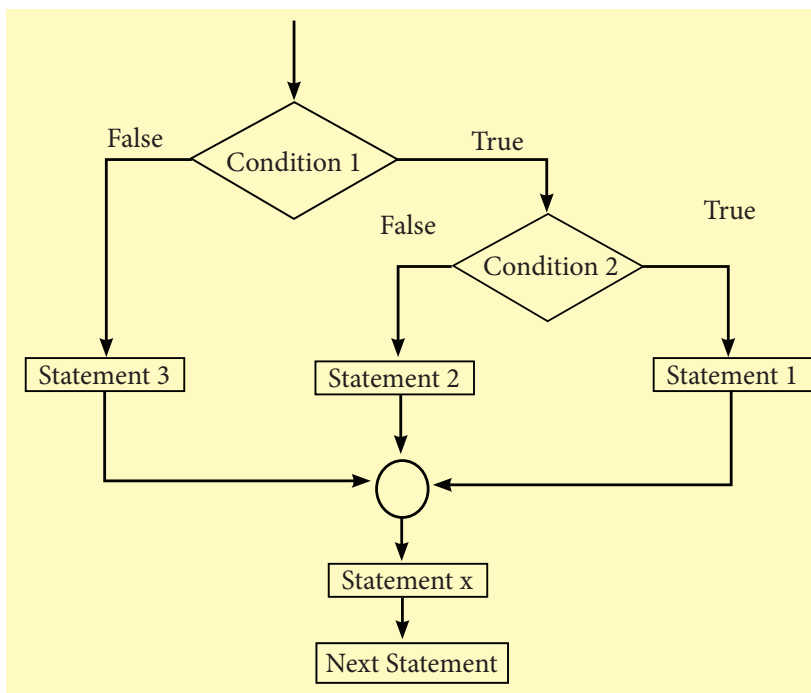 False
True
Condition 1
False
True
Condition 2
Statement 3
Statement 2
Statement 1
Statement x
Next Statement